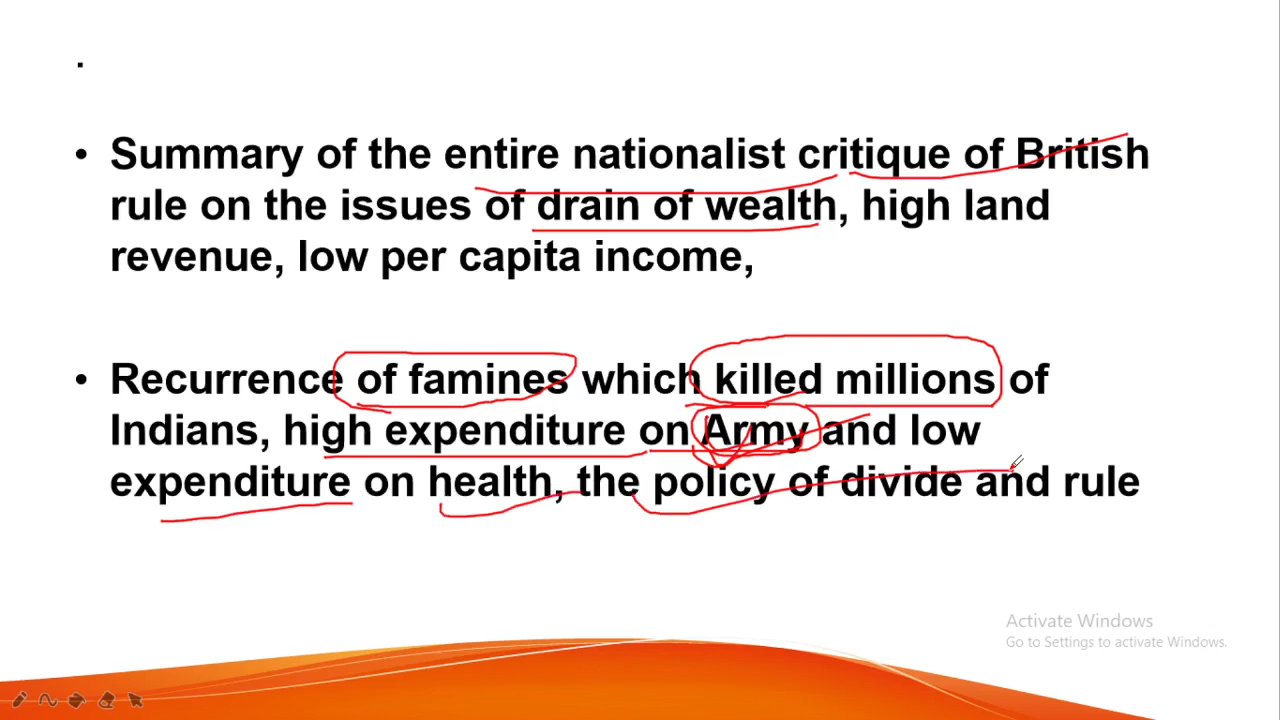 .
• Summary of the entire nationalist critique of British
rule on the issues of drain of wealth, high land
revenue, low per capita income,
• Recurrence of famines which killed millions of
Indians, high expenditure on Army and low
expenditure on health, the policy of divide and rule
Activate Windows
Go to Settings to activate Windows.